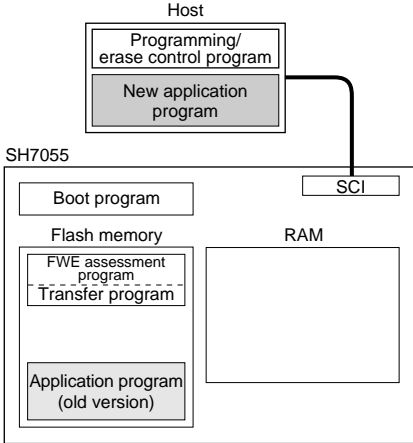 Host
Programming/
erase control program
New application
program
SH7055
SCI
Boot program
Flash memory
RAM
FWE assessment
program
Transfer program
Application program
(old version)